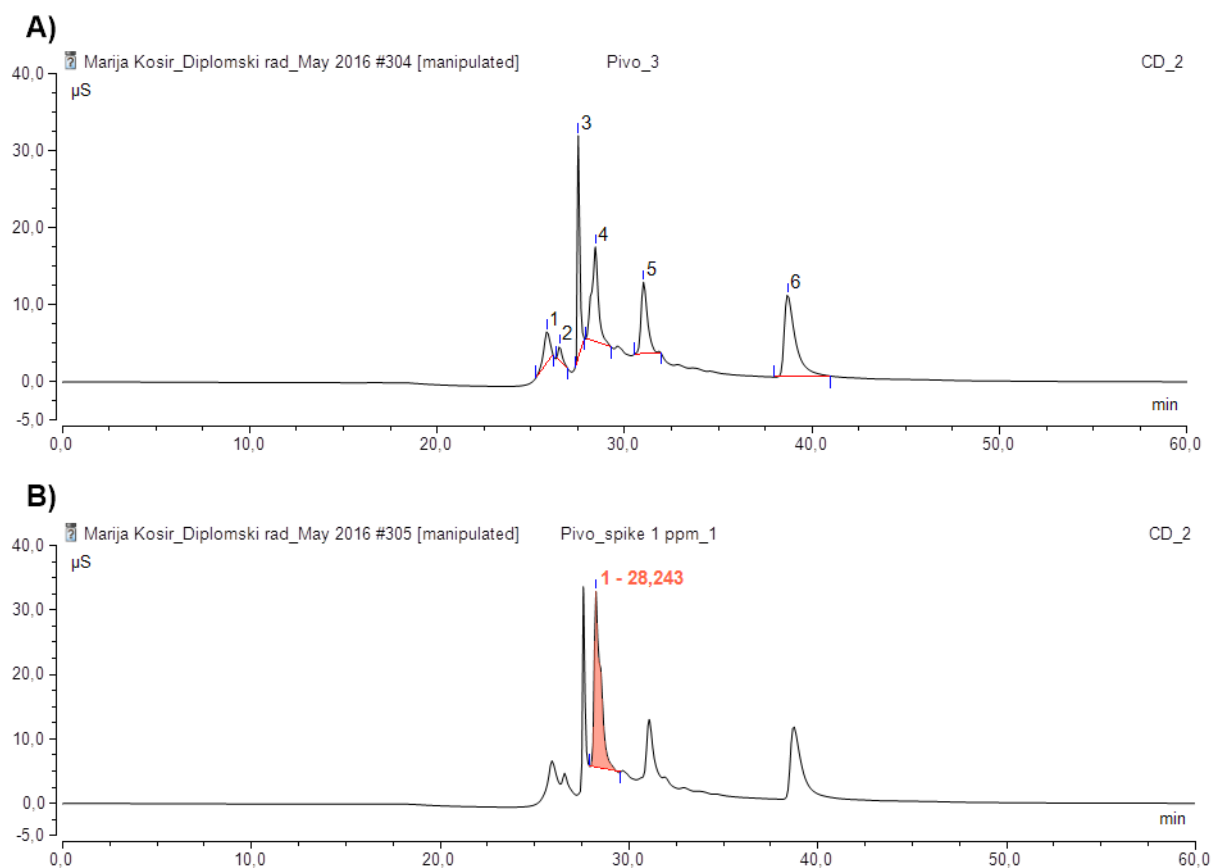 A)
Marija Kosir_Diplomski rad_May 2016 #304 [manipulated] Pivo_3 CD_2
40,0
µS
30,0
20,0
10,0
0,0
-5,0
1
2
3
4
5
6
min
0,0 10,0 20,0 30,0 40,0 50,0 60,0
B)
Marija Kosir_Diplomski rad_May 2016 #305 [manipulated] Pivo_spike 1 ppm_1 CD_2
40,0
µS
30,0
20,0
10,0
0,0
-5,0
1 - 28,243
min
0,0 10,0 20,0 30,0 40,0 50,0 60,0